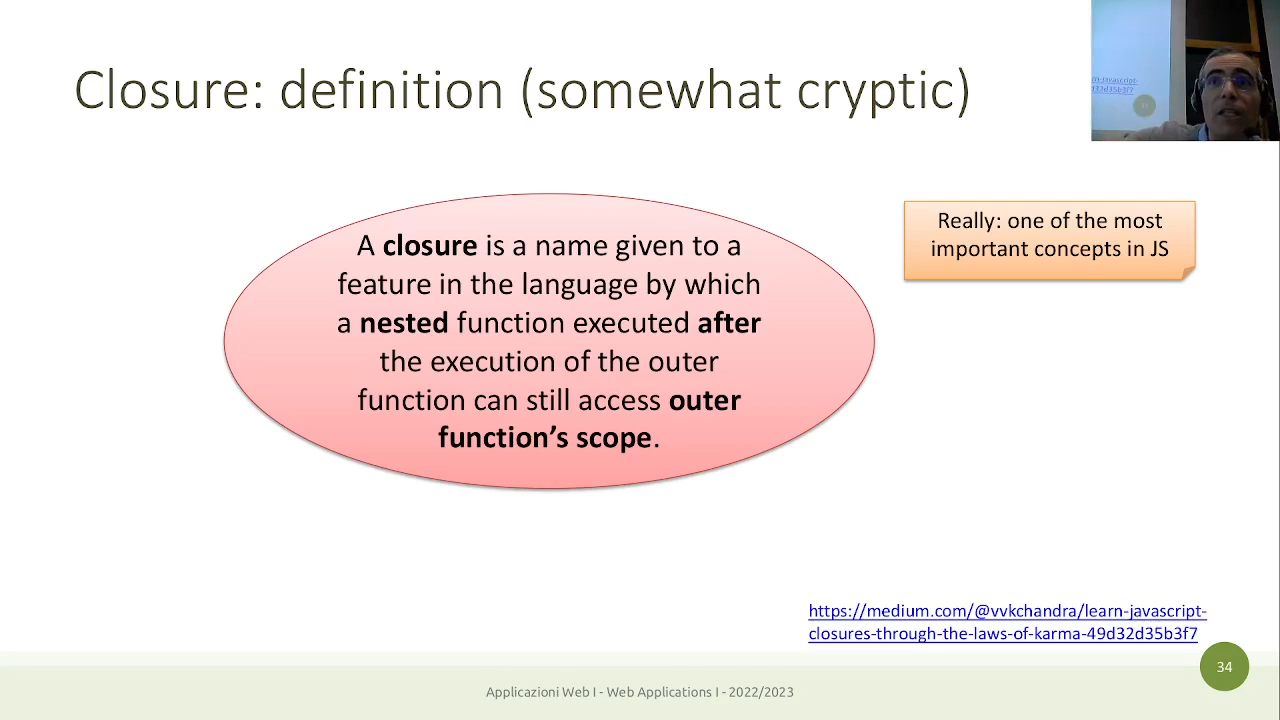 Closure: definition (somewhat cryptic)
A closure is a name given to a
feature in the language by which
a nested function executed after
the execution of the outer
function can still access outer
function’s scope.
Really: one of the most
important concepts in JS
https://medium.com/@vvkchandra/learn-javascript-
closures-through-the-laws-of-karma-49d32d35b3f7
34
Applicazioni Web I - Web Applications I - 2022/2023